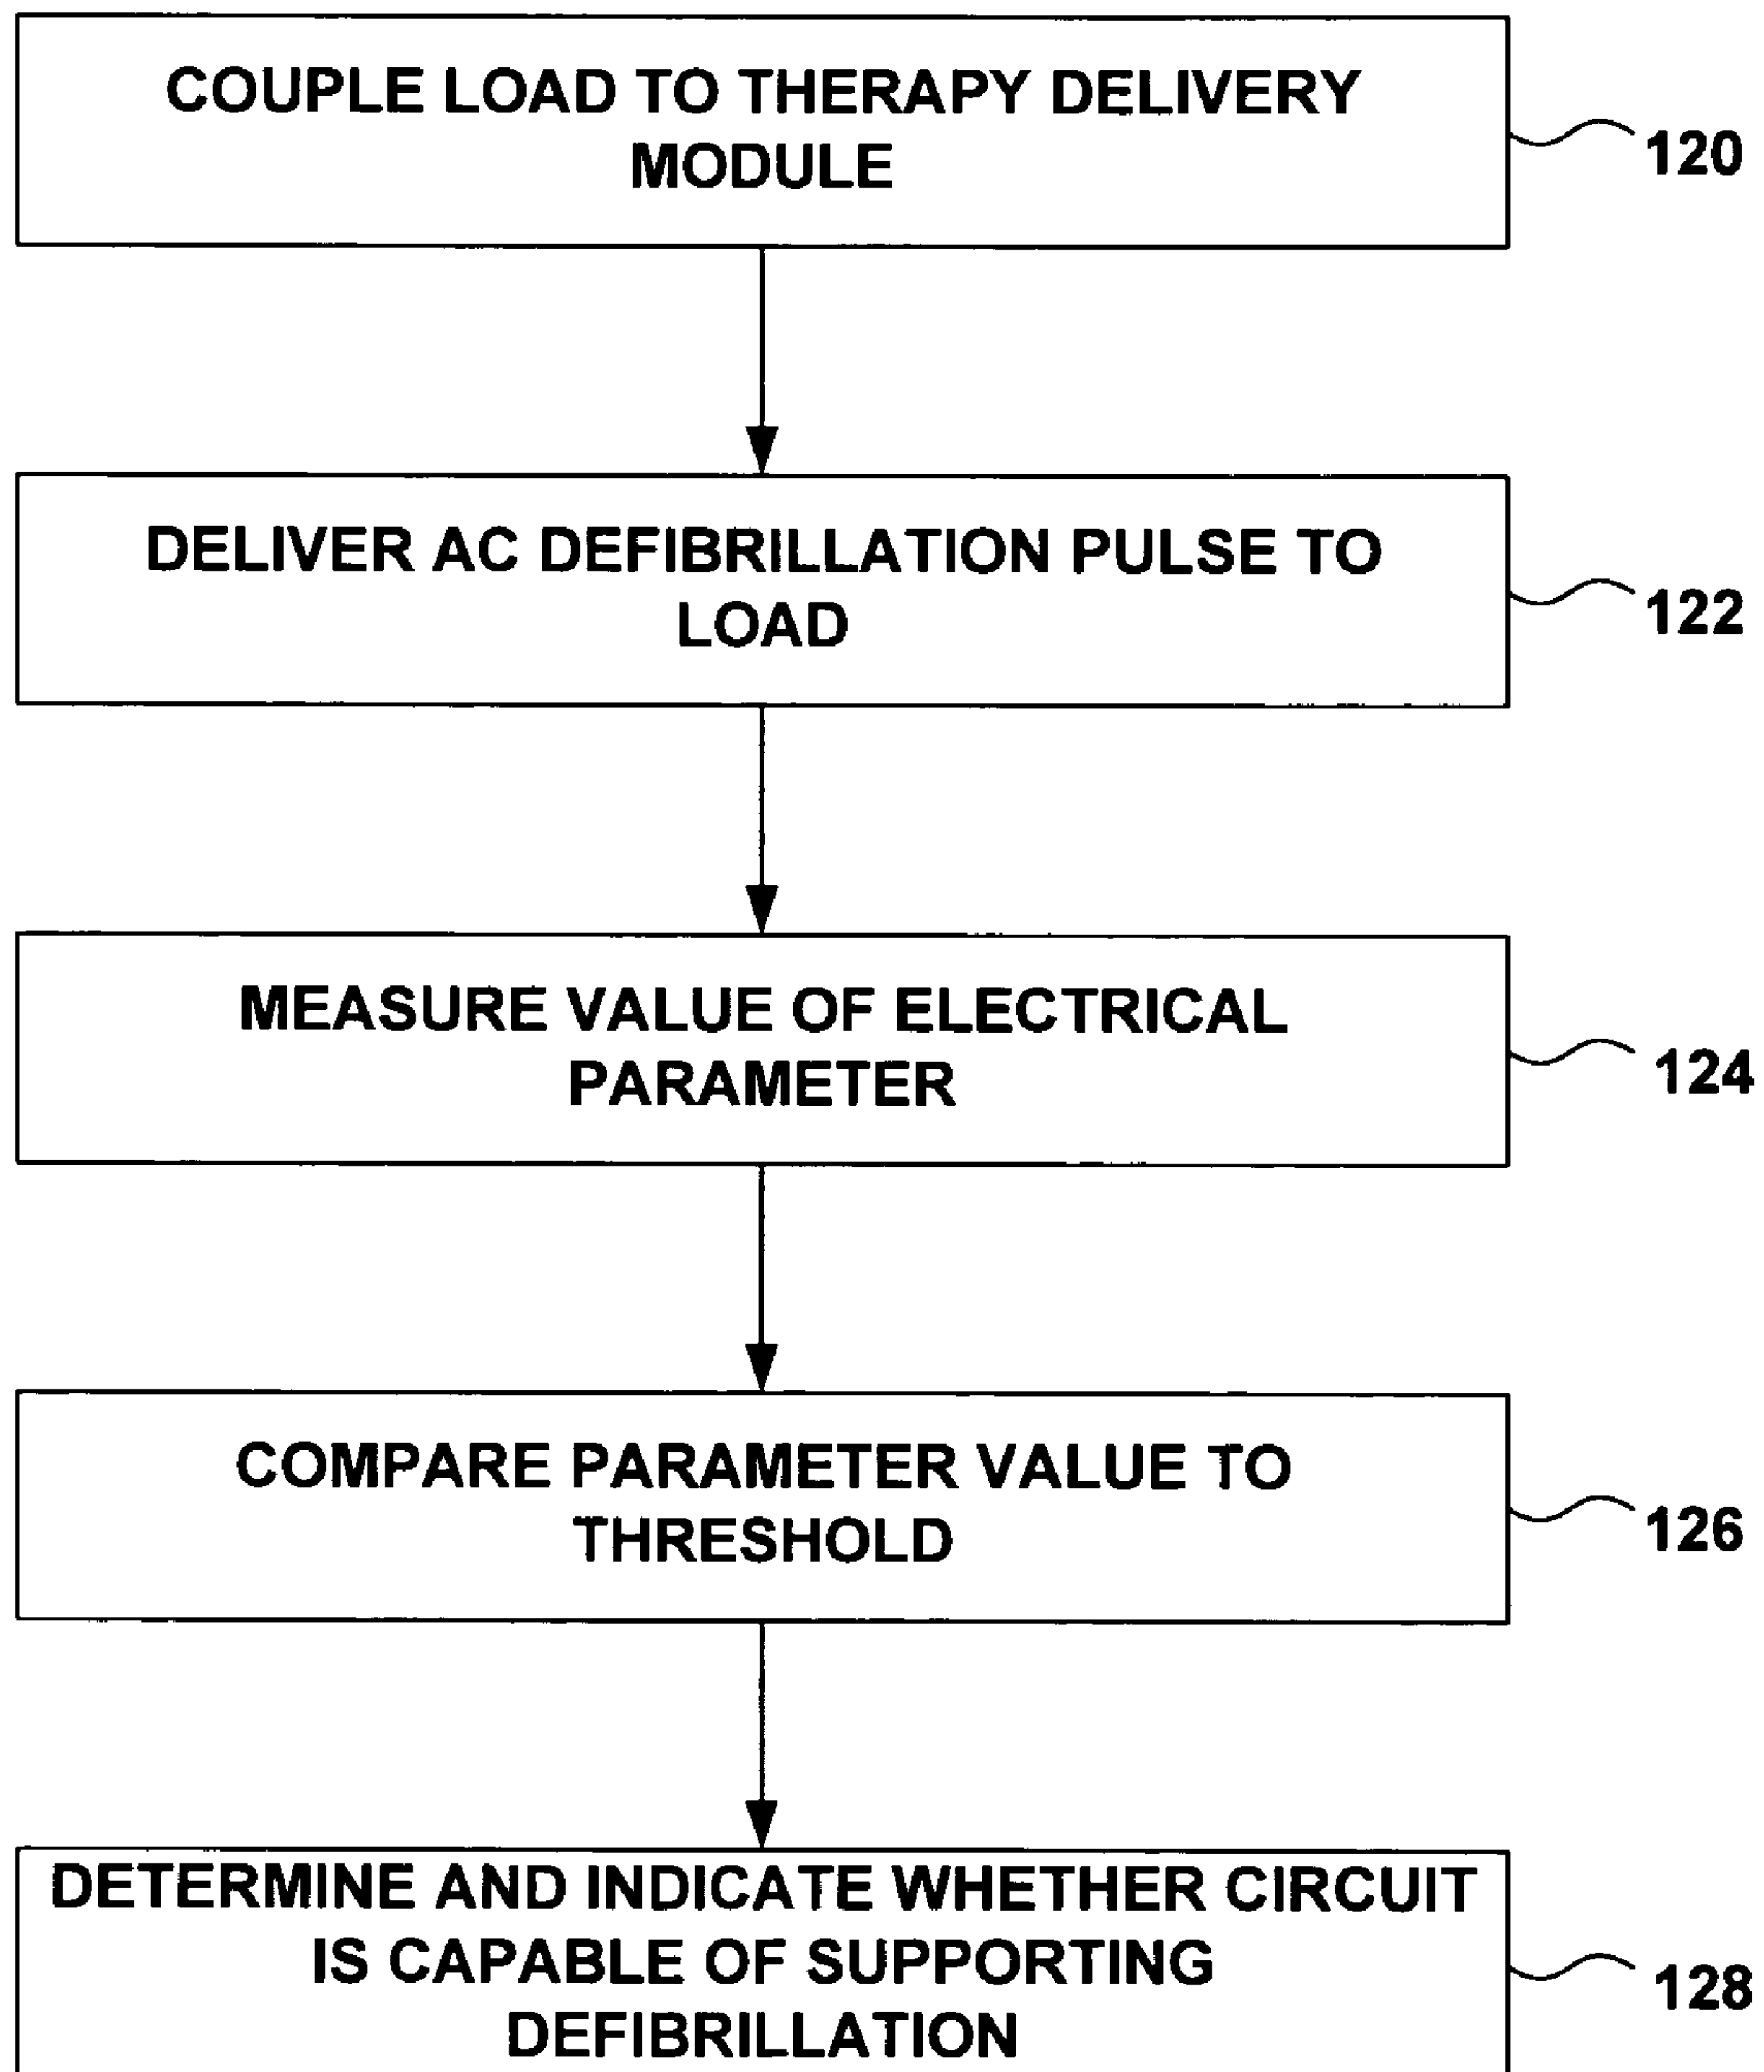 COUPLE LOAD TO THERAPY DELIVERY
MODULE
120
DELIVER AC DEFIBRILLATION PULSE TO
LOAD
122
MEASURE VALUE OF ELECTRICAL
PARAMETER
124
COMPARE PARAMETER VALUE TO
THRESHOLD
126
DETERMINE AND INDICATE WHETHER CIRCUIT
IS CAPABLE OF SUPPORTING
DEFIBRILLATION
128